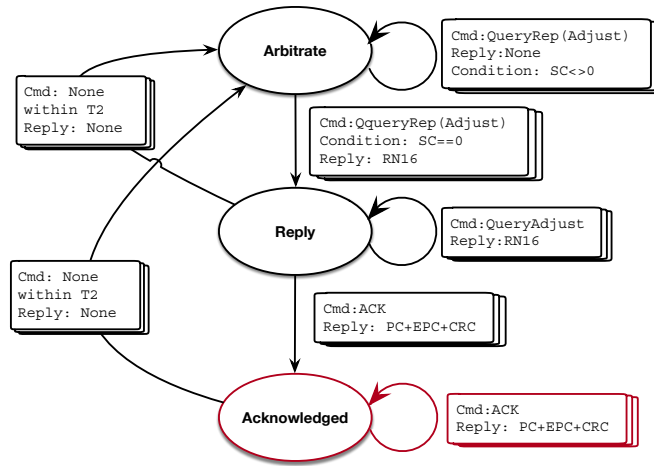 Arbitrate
Cmd:QueryRep(Adjust)
Reply:None
Condition: SC<>0
Cmd: None
within T2
Reply: None
Cmd:QqueryRep(Adjust)
Condition: SC==0
Reply: RN16
Reply
Cmd:QueryAdjust
Reply:RN16
Cmd: None
within T2
Reply: None
Cmd:ACK
Reply: PC+EPC+CRC
Acknowledged
Cmd:ACK
Reply: PC+EPC+CRC